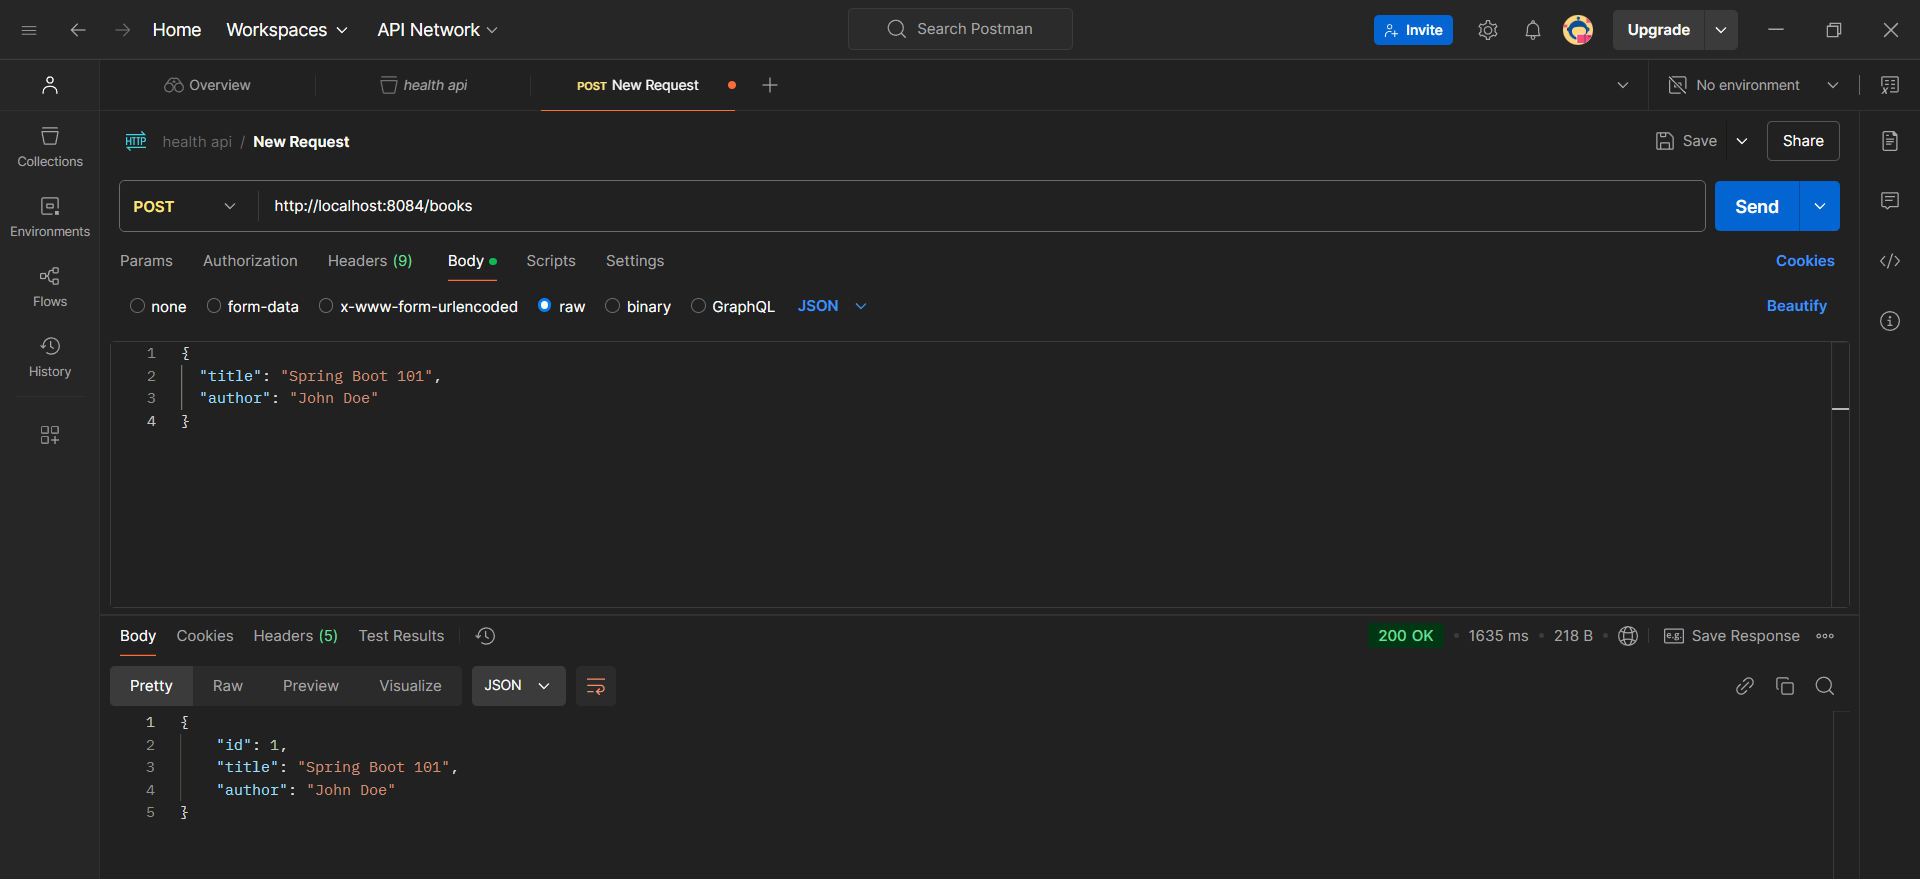 Home Workspaces API Network Search Postman Invite Upgrade
Overview health api POST New Request No environment
HTTP health api / New Request Save Share
Collections
Environments
Flows
History
POST http://localhost:8084/books Send
Params Authorization Headers (9) Body Scripts Settings Cookies
none form-data x-www-form-urlencoded raw binary GraphQL JSON Beautify
1 {
2 "title": "Spring Boot 101",
3 "author": "John Doe"
4 }
Body Cookies Headers (5) Test Results 200 OK • 1635 ms • 218 B • e.g. Save Response
Pretty Raw Preview Visualize JSON
1 {
2 "id": 1,
3 "title": "Spring Boot 101",
4 "author": "John Doe"
5 }